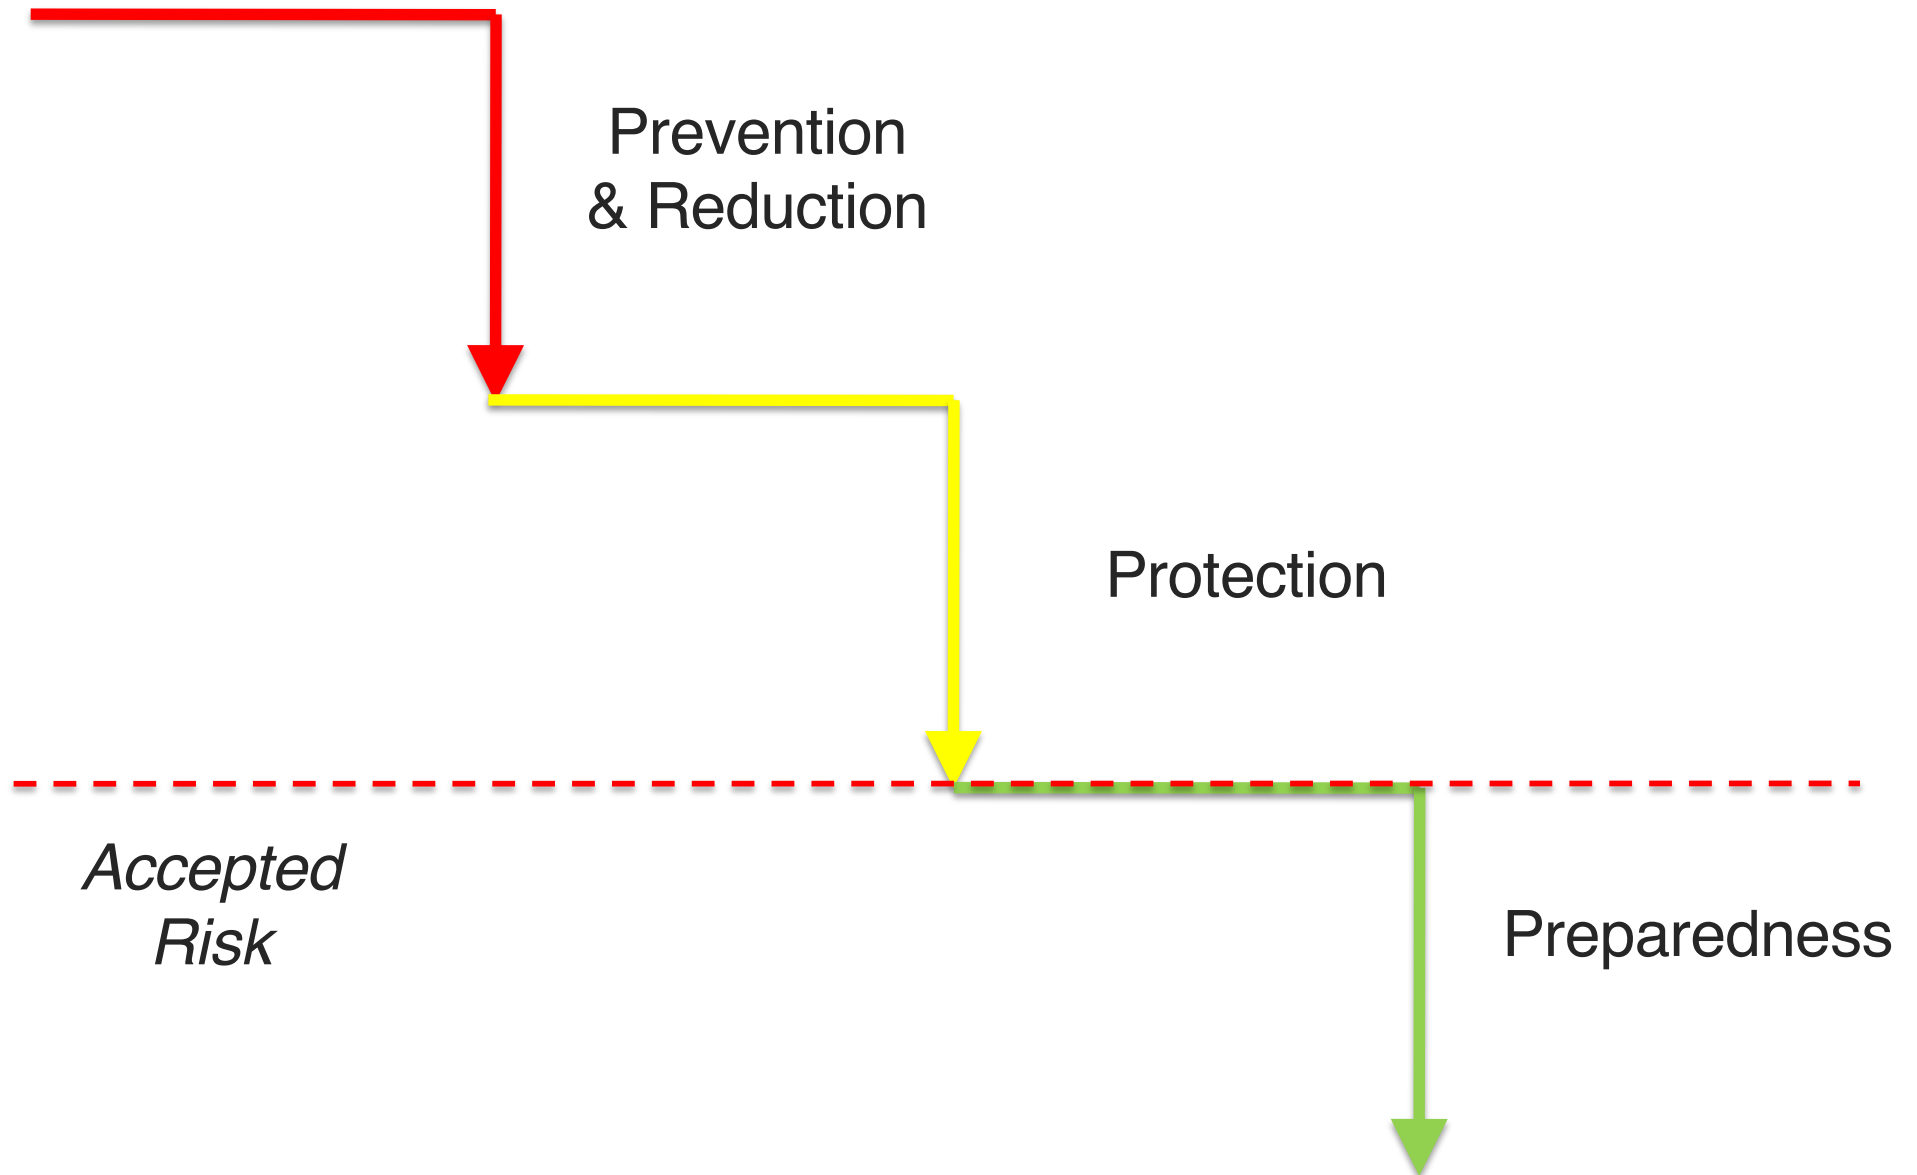 Prevention
& Reduction
Protection
Accepted
Risk
Preparedness